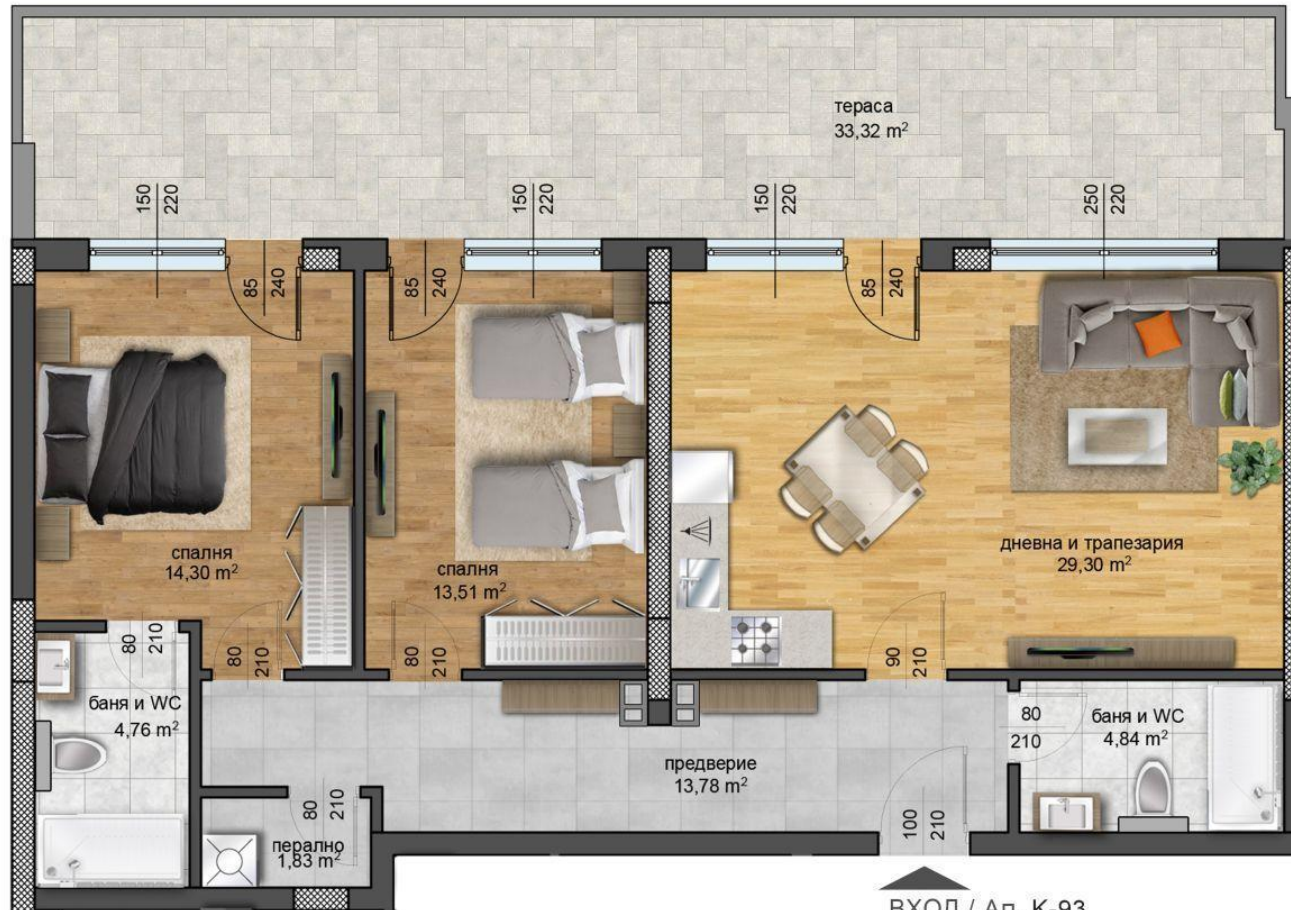 тераса
33,32 m²
150
220
150
220
150
220
250
220
85
240
85
240
85
240
спалня
14,30 m²
спалня
13,51 m²
дневна и трапезария
29,30 m²
80
210
80
210
80
210
90
210
баня и WC
4,76 m²
80
210
баня и WC
4,84 m²
предверие
13,78 m²
80
210
100
210
перално
1,83 m²
ВХОД / Ап. К-93